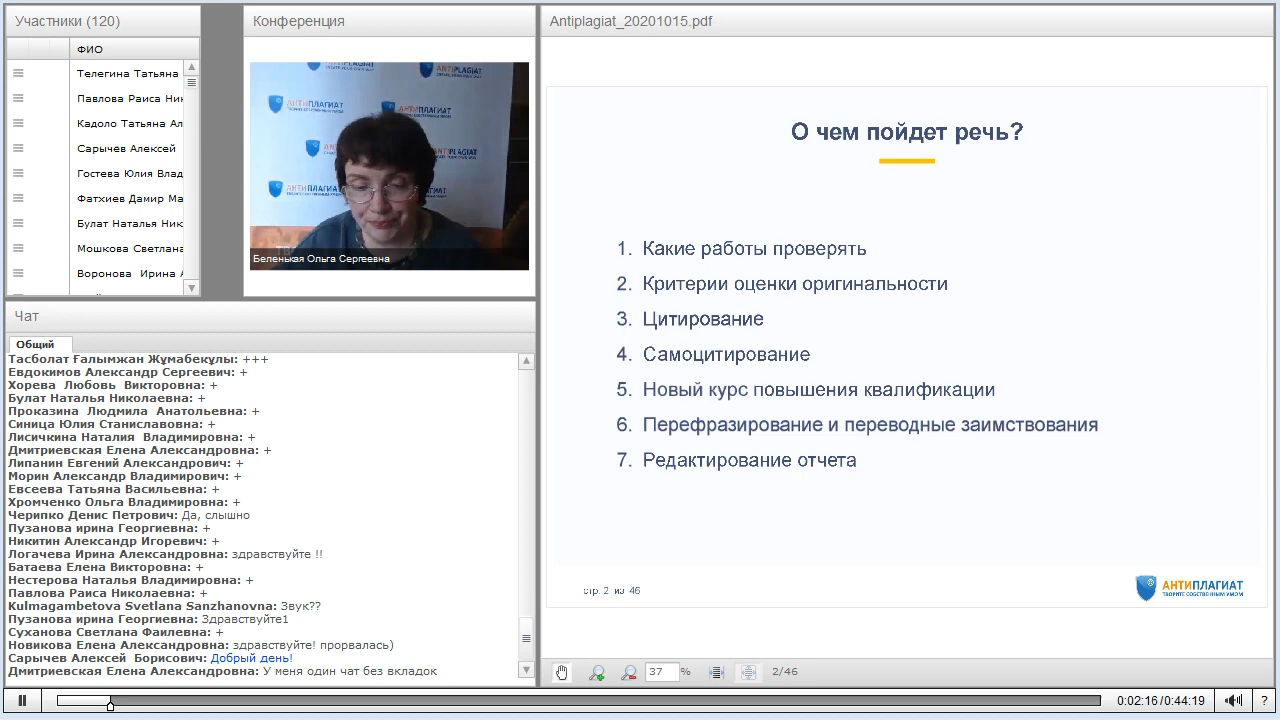 Участники (120)
ФИО
Телегина Татьяна
Павлова Раиса Ник
Кадоло Татьяна Ал
Сарычев Алексей
Гостева Юлия Влад
Фатхиев Дамир Ма
Булат Наталья Ник
Мошкова Светлана
Воронова Ирина А
Конференция
ANTIPLAGIAT
АНТИПЛАГИАТ
ANTIPLAGIAT
АНТИПЛАГИАТ
Беленькая Ольга Сергеевна
Чат
Общий
Тасболат Ғалымжан Жұмабекұлы: +++
Евдокимов Александр Сергеевич: +
Хорева Любовь Викторовна: +
Булат Наталья Николаевна: +
Проказина Людмила Анатольевна: +
Синица Юлия Станиславовна: +
Лисичкина Наталия Владимировна: +
Дмитриевская Елена Александровна: +
Липанин Евгений Александрович: +
Морин Александр Владимирович: +
Евсеева Татьяна Васильевна: +
Хромченко Ольга Владимировна: +
Черипко Денис Петрович: Да, слышно
Пузанова ирина Георгиевна: +
Никитин Александр Игоревич: +
Логачева Ирина Александровна: здравствуйте !!
Батаева Елена Викторовна: +
Нестерова Наталья Владимировна: +
Павлова Раиса Николаевна: +
Kulmagambetova Svetlana Sanzhanovna: Звук??
Пузанова ирина Георгиевна: Здравствуйте1
Суханова Светлана Фаилевна: +
Новикова Елена Александровна: здравствуйте! прорвалась)
Сарычев Алексей Борисович: Добрый день!
Дмитриевская Елена Александровна: У меня один чат без вкладок
Antiplagiat_20201015.pdf
О чем пойдет речь?
1. Какие работы проверять
2. Критерии оценки оригинальности
3. Цитирование
4. Самоцитирование
5. Новый курс повышения квалификации
6. Перефразирование и переводные заимствования
7. Редактирование отчета
стр. 2 из 46
АНТИПЛАГИАТ
ТВОРИТЕ СОБСТВЕННЫМ УМОМ
37 %
2/46
0:02:16/0:44:19
?